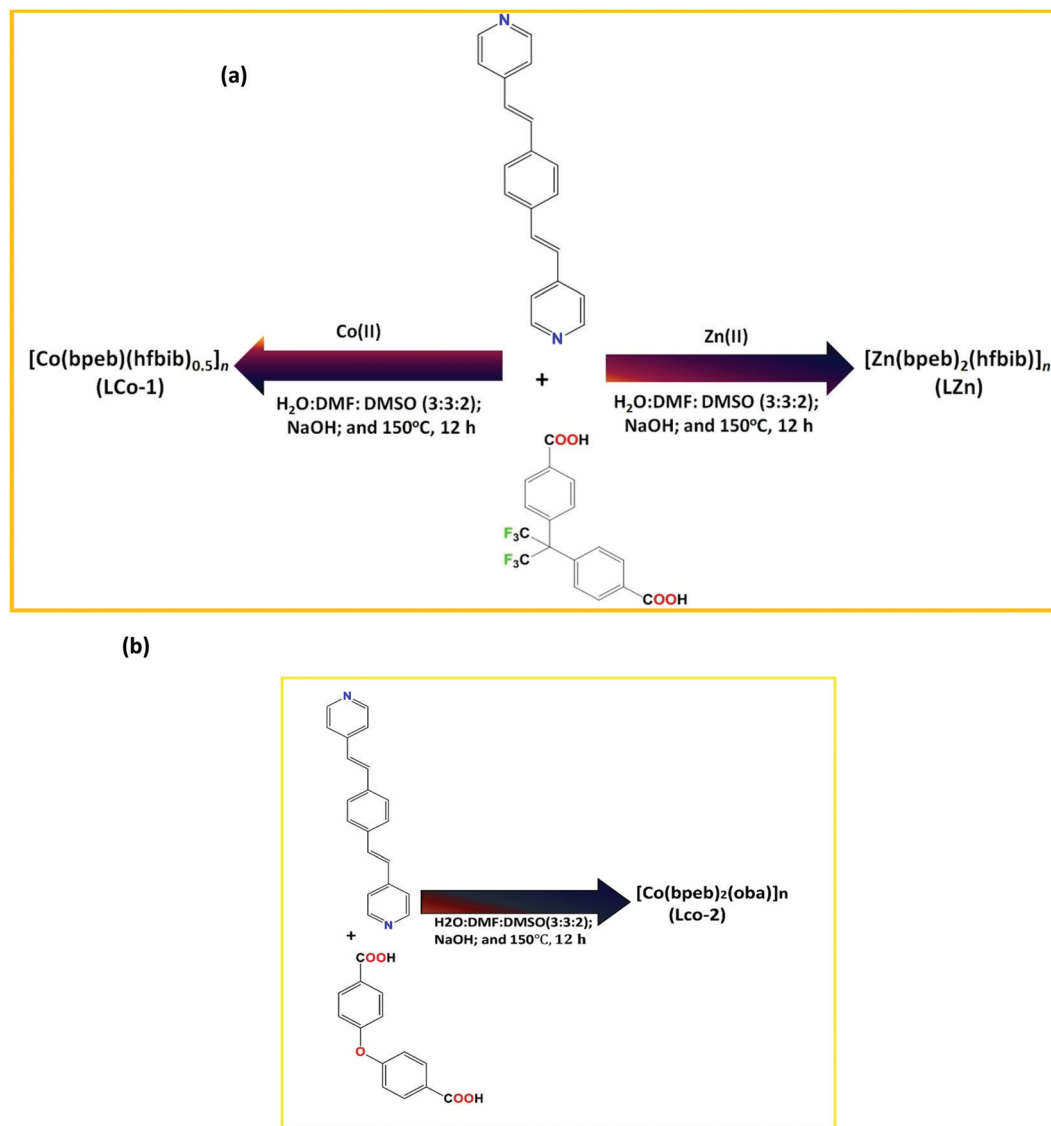 (a)
N
N
Co(II)
Zn(II)
[Co(bpeb)(hfbib)₀.₅]ₙ
(LCo-1)
+
[Zn(bpeb)₂(hfbib)]ₙ
(LZn)
H₂O:DMF: DMSO (3:3:2);
NaOH; and 150ºC, 12 h
H₂O:DMF: DMSO (3:3:2);
NaOH; and 150ºC, 12 h
COOH
F₃C
F₃C
COOH
(b)
N
N
[Co(bpeb)₂(oba)]n
(Lco-2)
H2O:DMF:DMSO(3:3:2);
NaOH; and 150℃, 12 h
+
COOH
O
COOH